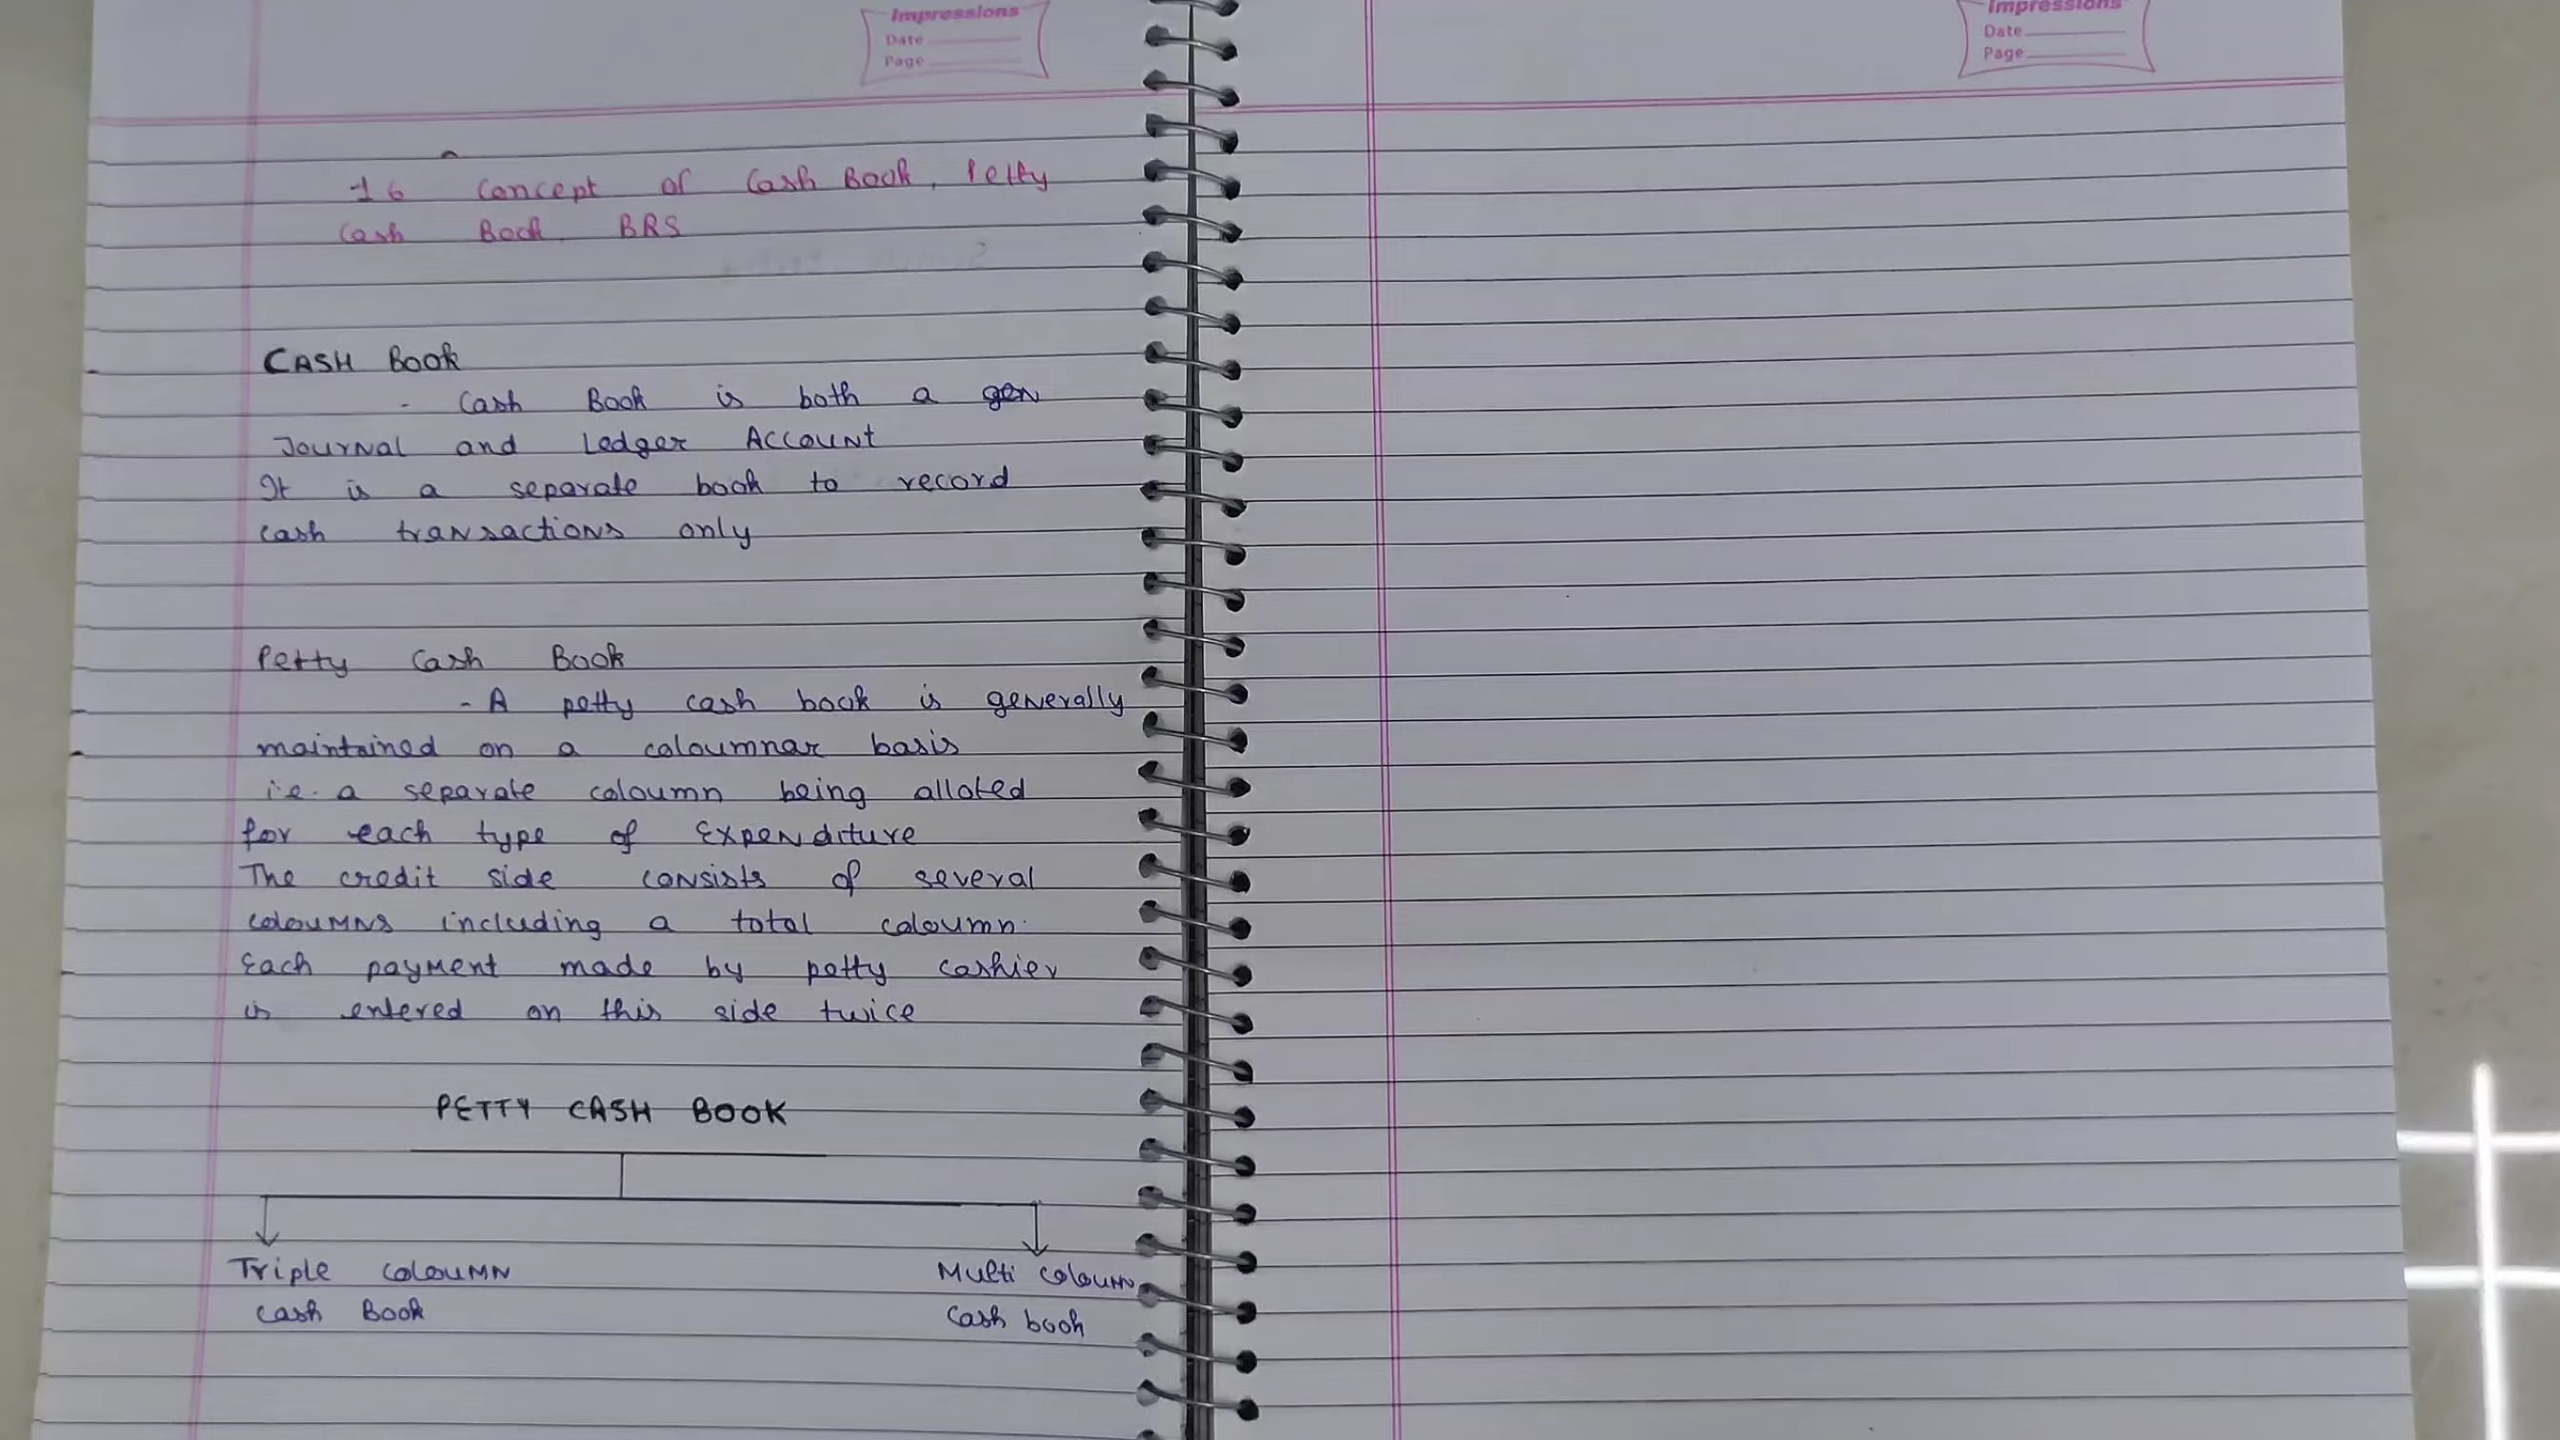 Impressions
Date
Page
16 Concept of Cash Book, Petty
Cash Book BRS
CASH BOOK
- Cash Book is both a gen
Journal and Ledger Account
It is a separate book to record
cash transactions only
Petty Cash Book
- A petty cash book is generally
maintained on a coloumnar basis
i.e. a separate coloumn being alloted
for each type of Expenditure
The credit side consists of several
coloumns including a total coloumn.
Each payment made by petty cashier
is entered on this side twice
PETTY CASH BOOK
Triple coloumn
Cash Book
Multi coloumn
Cash book
Impressions
Date
Page